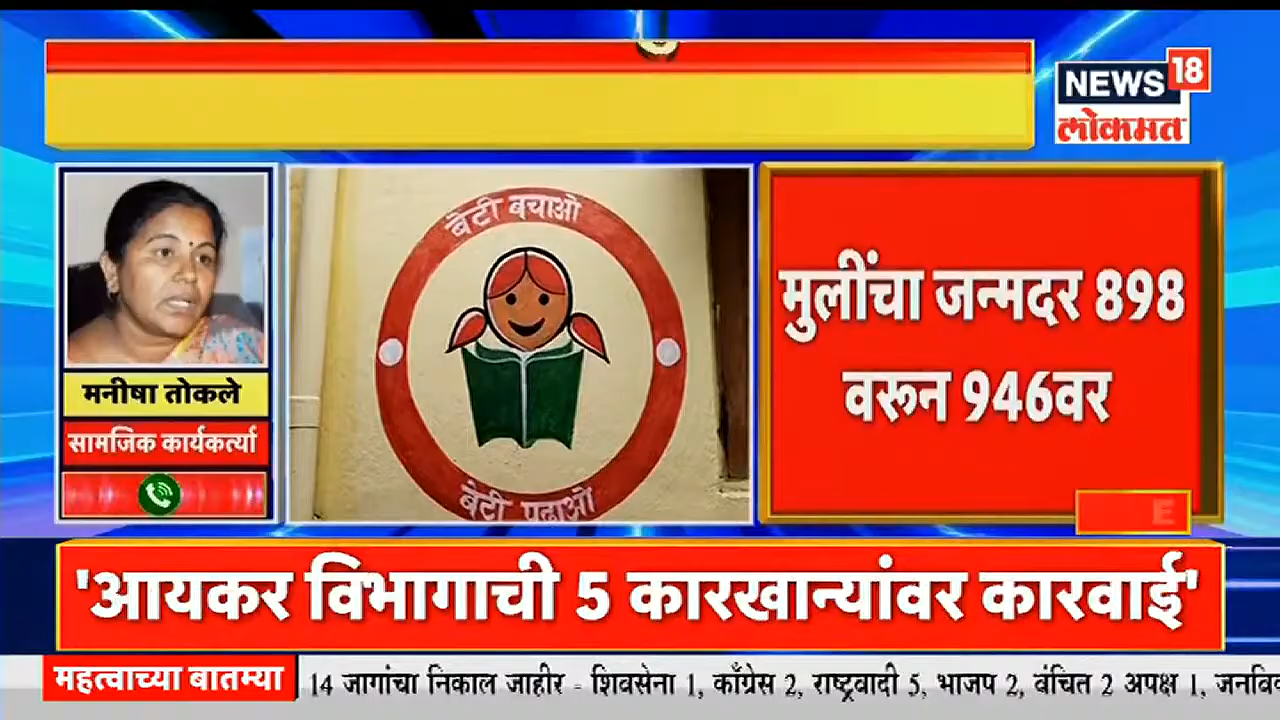 NEWS 18
लोकमत
बेटी बचाओ
बेटी पढाओ
मनीषा तोकले
सामजिक कार्यकर्त्या
मुलींचा जन्मदर 898
वरून 946वर
E
'आयकर विभागाची 5 कारखान्यांवर कारवाई'
महत्वाच्या बातम्या
14 जागांचा निकाल जाहीर - शिवसेना 1, काँग्रेस 2, राष्ट्रवादी 5, भाजप 2, वंचित 2 अपक्ष 1, जनवि